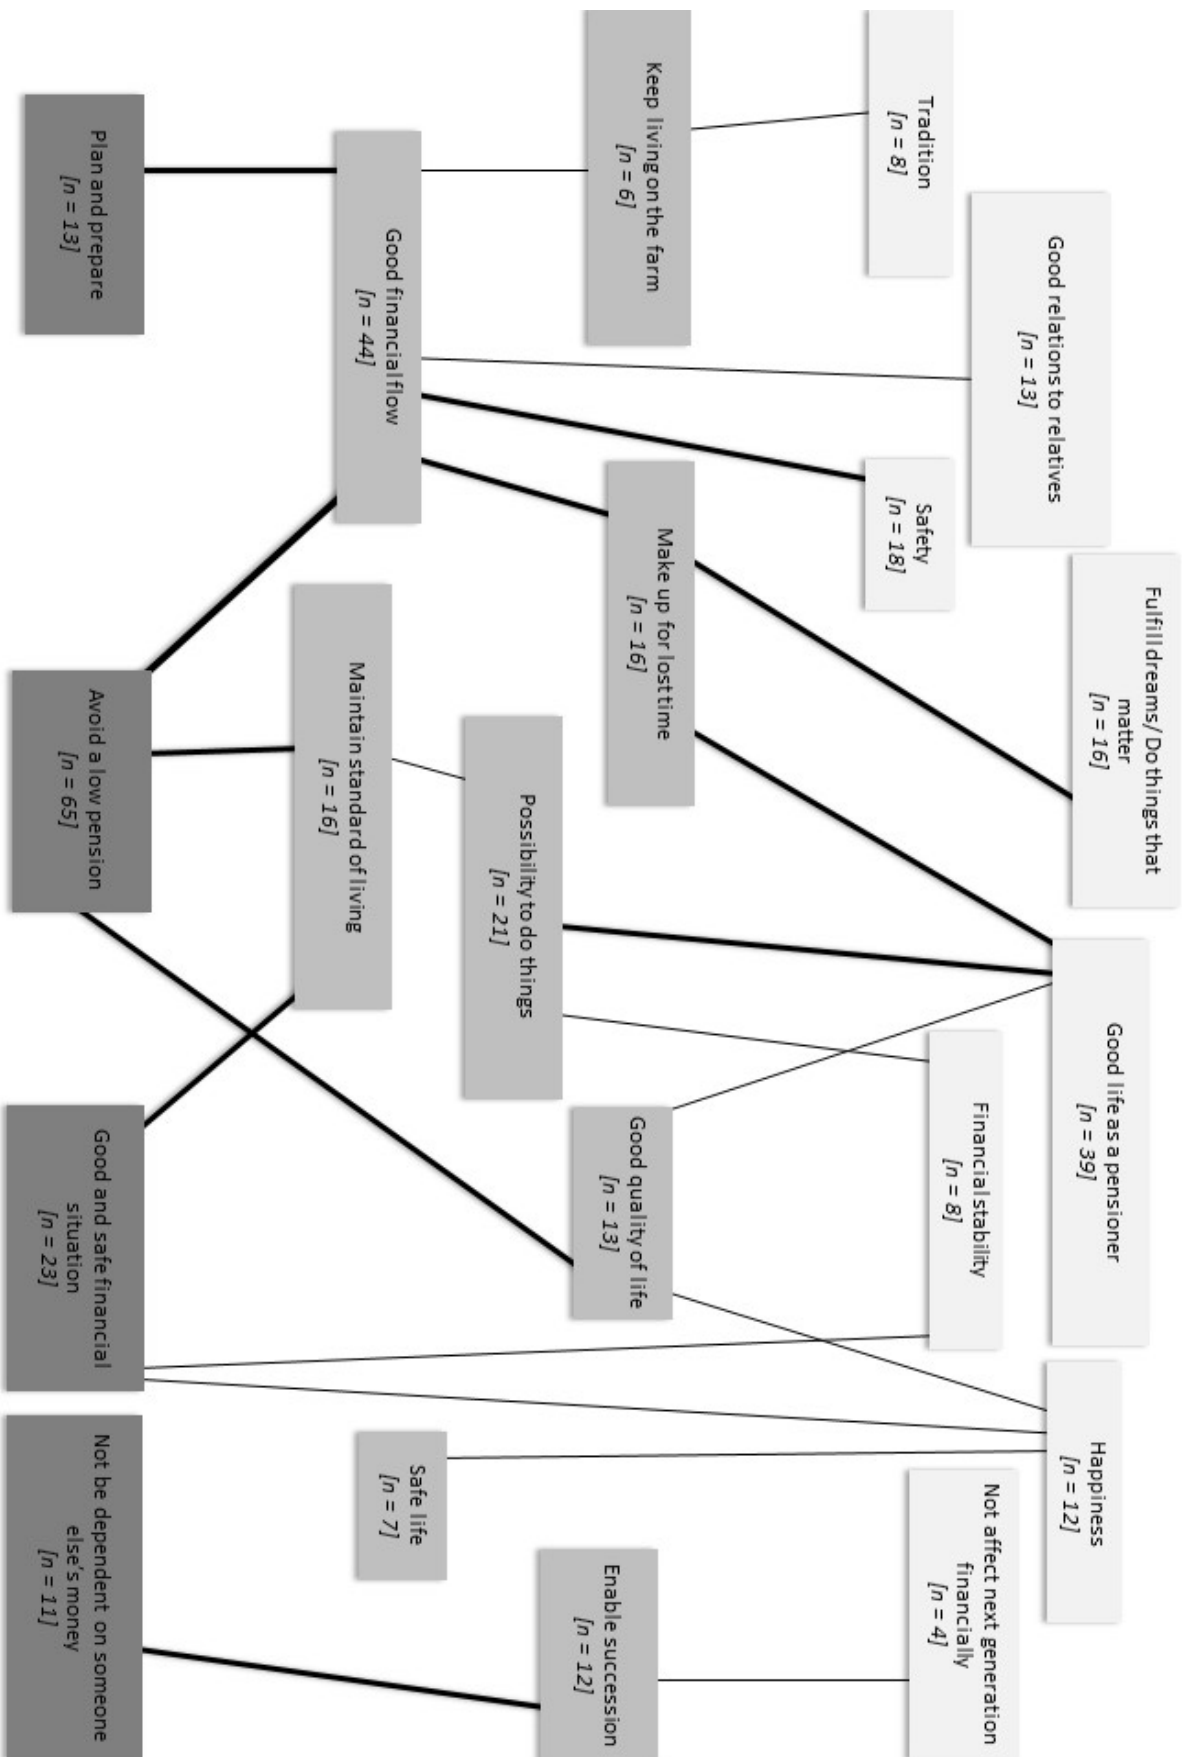 Fulfill dreams/ Do things that
matter
[n = 16]
Good life as a pensioner
[n = 39]
Happiness
[n = 12]
Good relations to relatives
[n = 13]
Tradition
[n = 8]
Safety
[n = 18]
Financial stability
[n = 8]
Not affect next generation
financially
[n = 4]
Keep living on the farm
[n = 6]
Make up for lost time
[n = 16]
Good quality of life
[n = 13]
Enable succession
[n = 12]
Possibility to do things
[n = 21]
Good financial flow
[n = 44]
Maintain standard of living
[n = 16]
Safe life
[n = 7]
Plan and prepare
[n = 13]
Avoid a low pension
[n = 65]
Good and safe financial
situation
[n = 23]
Not be dependent on someone
else's money
[n = 11]